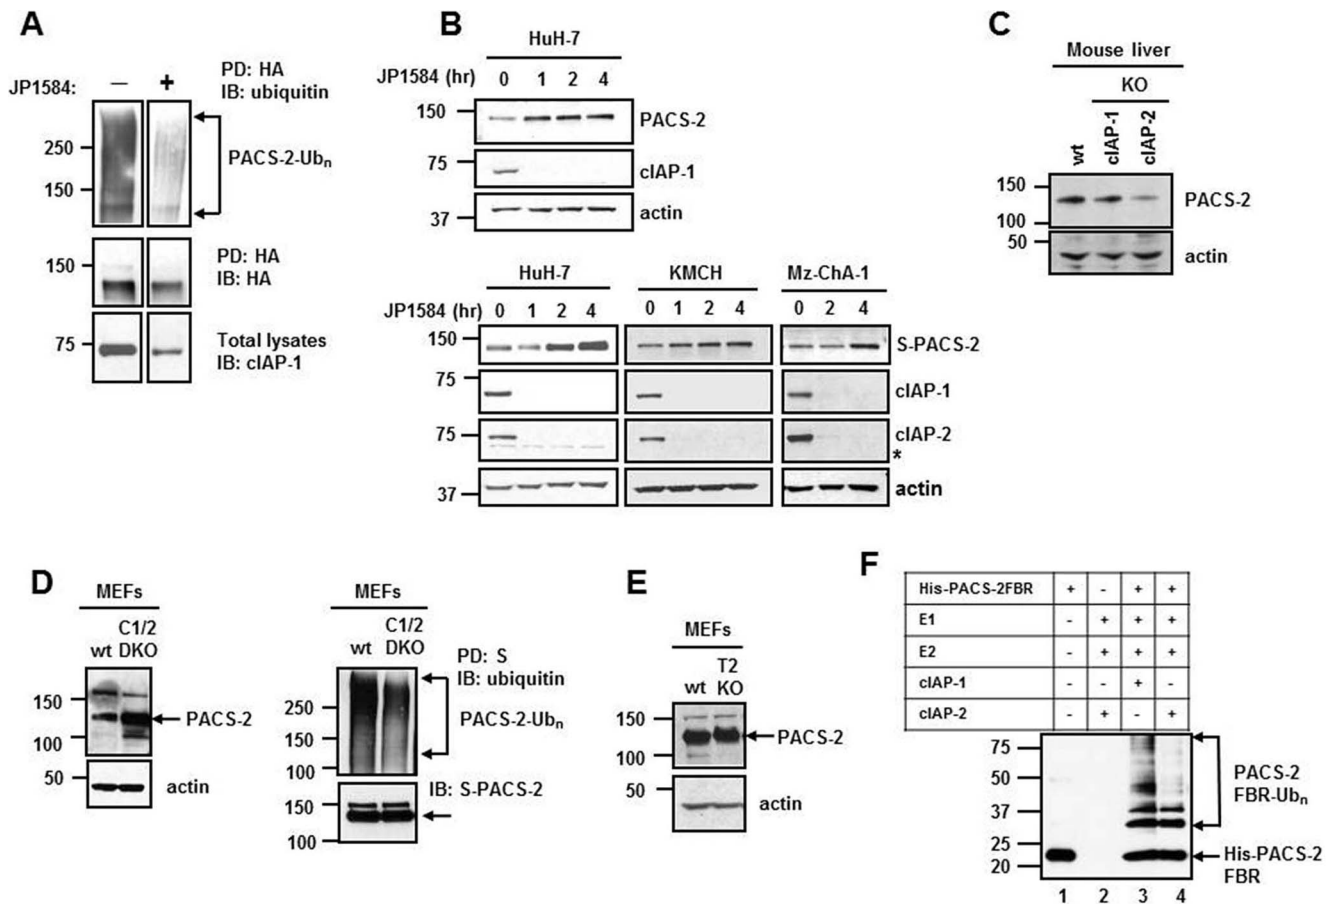 A
JP1584: — +
PD: HA
IB: ubiquitin
250
150
PACS-2-Ubn
150
PD: HA
IB: HA
75
Total lysates
IB: cIAP-1
B
HuH-7
JP1584 (hr) 0 1 2 4
150 PACS-2
75 cIAP-1
37 actin
HuH-7 KMCH Mz-ChA-1
JP1584 (hr) 0 1 2 4 0 1 2 4 0 2 4
150 S-PACS-2
75 cIAP-1
75 cIAP-2
*
37 actin
C
Mouse liver
KO
wt cIAP-1 cIAP-2
150
100
PACS-2
50
actin
D
MEFs
wt C1/2
DKO
150
100
PACS-2
50
actin
MEFs
wt C1/2
DKO
PD: S
IB: ubiquitin
250
150
100
PACS-2-Ubn
IB: S-PACS-2
150
100
E
MEFs
wt T2
KO
150
100
PACS-2
50
actin
F
His-PACS-2FBR + - + +
E1 - + + +
E2 - + + +
cIAP-1 - - + -
cIAP-2 - + - +
75
50
37
25
20
PACS-2
FBR-Ubn
His-PACS-2
FBR
1 2 3 4